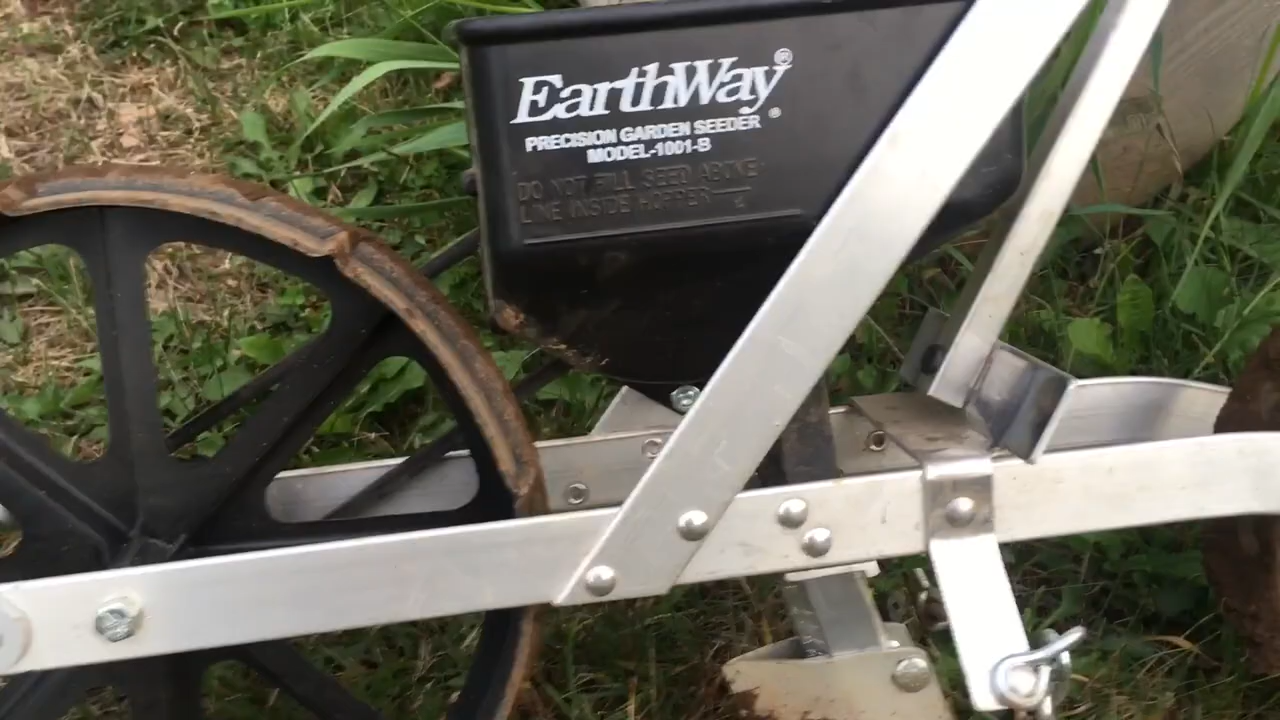 EarthWay®
PRECISION GARDEN SEEDER ®
MODEL-1001-B
DO NOT FILL SEED ABOVE
LINE INSIDE HOPPER